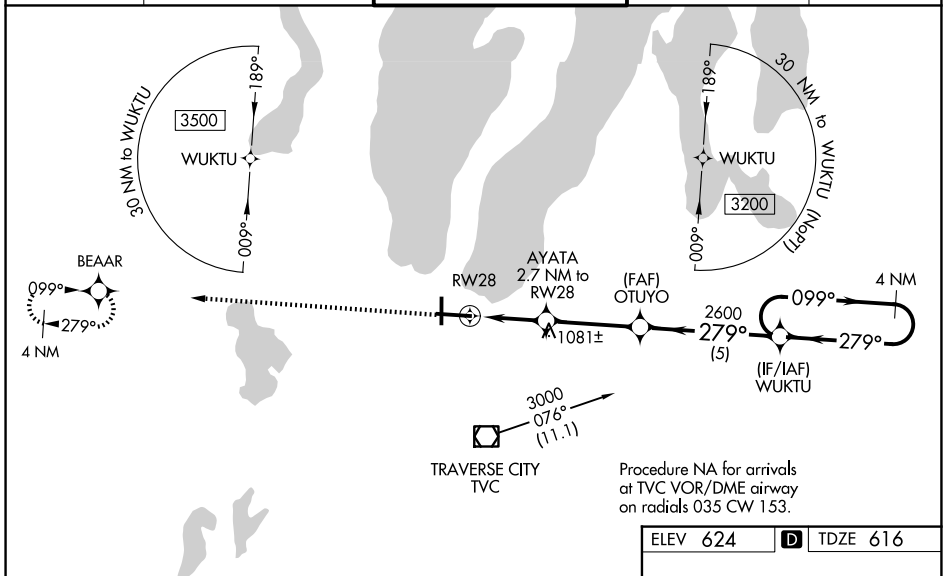 30 NM to WUKTU
189°
3500
WUKTU
009°
30 NM to WUKTU (NoPT)
189°
WUKTU
3200
009°
BEAAR
099°
279°
4 NM
RW28
AYATA
2.7 NM to
RW28
1081±
(FAF)
OTUYO
2600
279°
(5)
099°
4 NM
279°
(IF/IAF)
WUKTU
3000
076°
(11.1)
TRAVERSE CITY
TVC
Procedure NA for arrivals
at TVC VOR/DME airway
on radials 035 CW 153.
ELEV 624 D TDZE 616